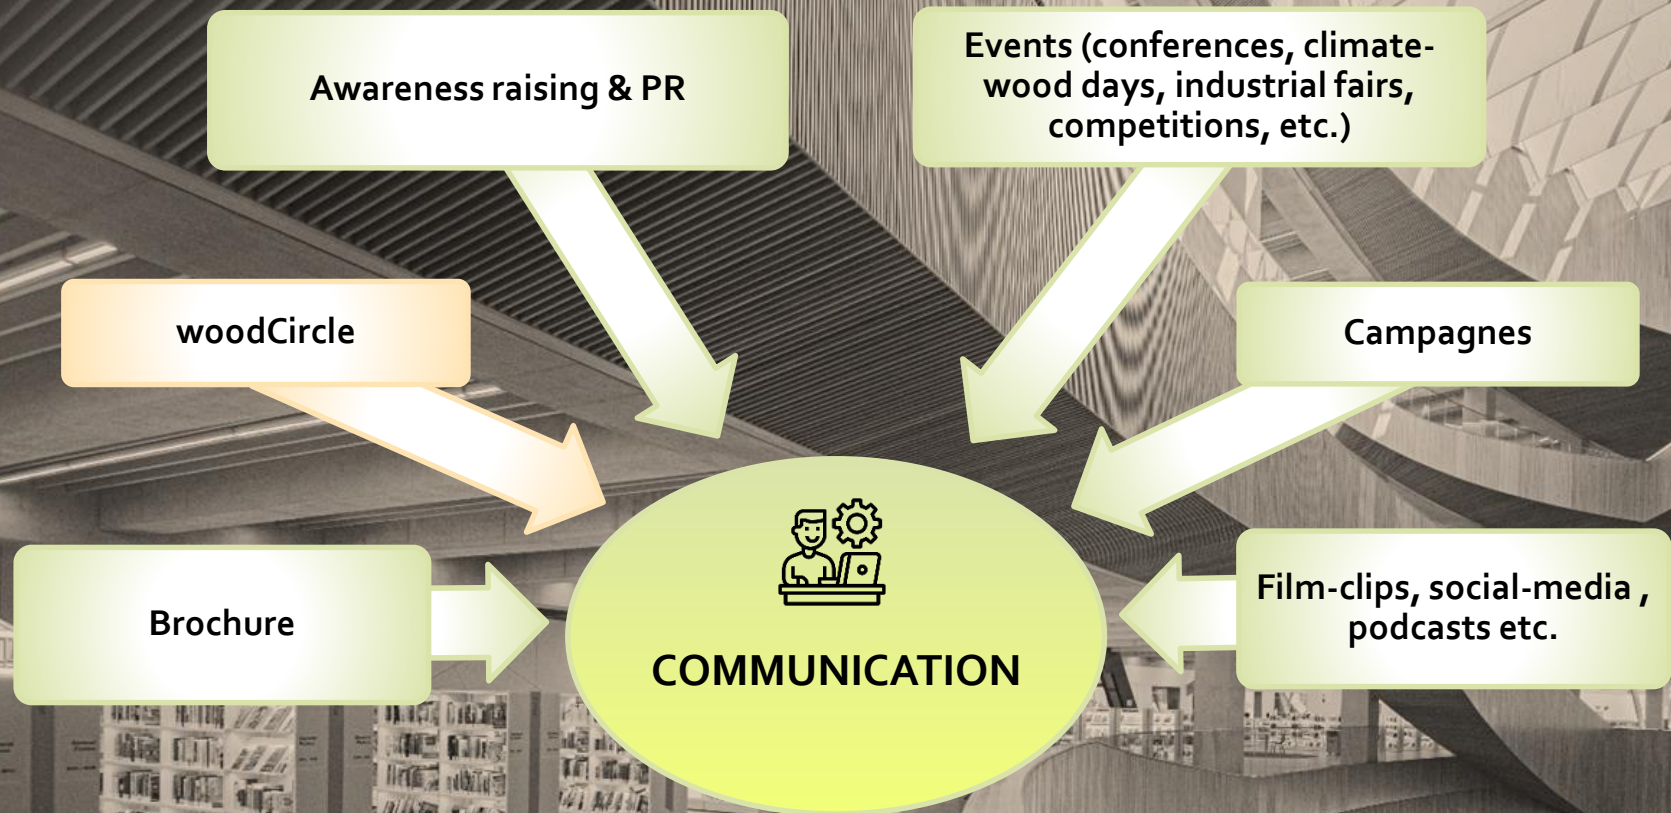 Awareness raising & PR
Events (conferences, climate-
wood days, industrial fairs,
competitions, etc.)
woodCircle
Campagnes
Brochure
Film-clips, social-media ,
podcasts etc.
COMMUNICATION